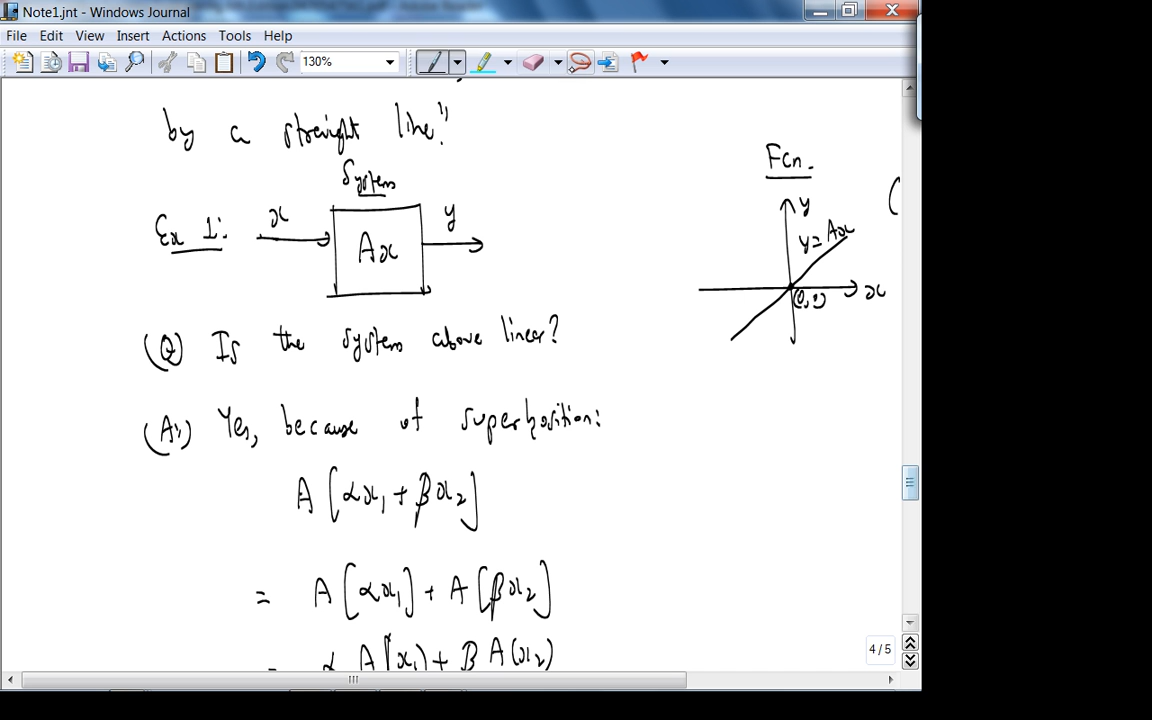 Note1.jnt - Windows Journal
File Edit View Insert Actions Tools Help
130%
by a straight line."
System
Ex 1:
x
Ax
y
Fcn.
y
y=Ax
(0,0)
x
(Q) Is the system above linear?
(A:) Yes, because of superposition:
A[αx₁ + βx₂]
= A[αx₁] + A[βx₂]
= α A(x₁) + β A(x₂)
4 / 5